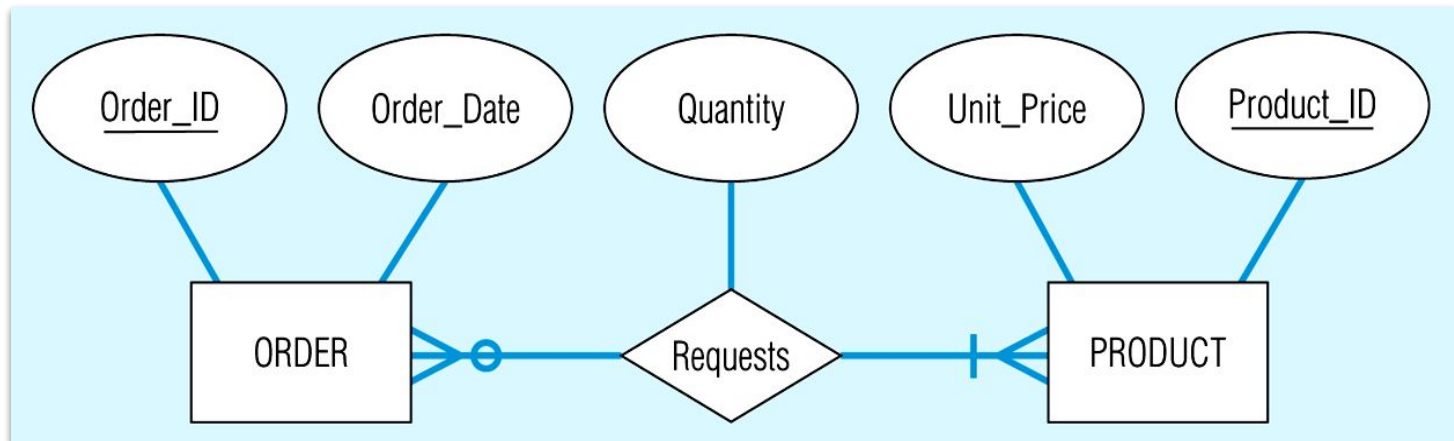 Order_ID
Order_Date
Quantity
Unit_Price
Product_ID
ORDER
Requests
PRODUCT